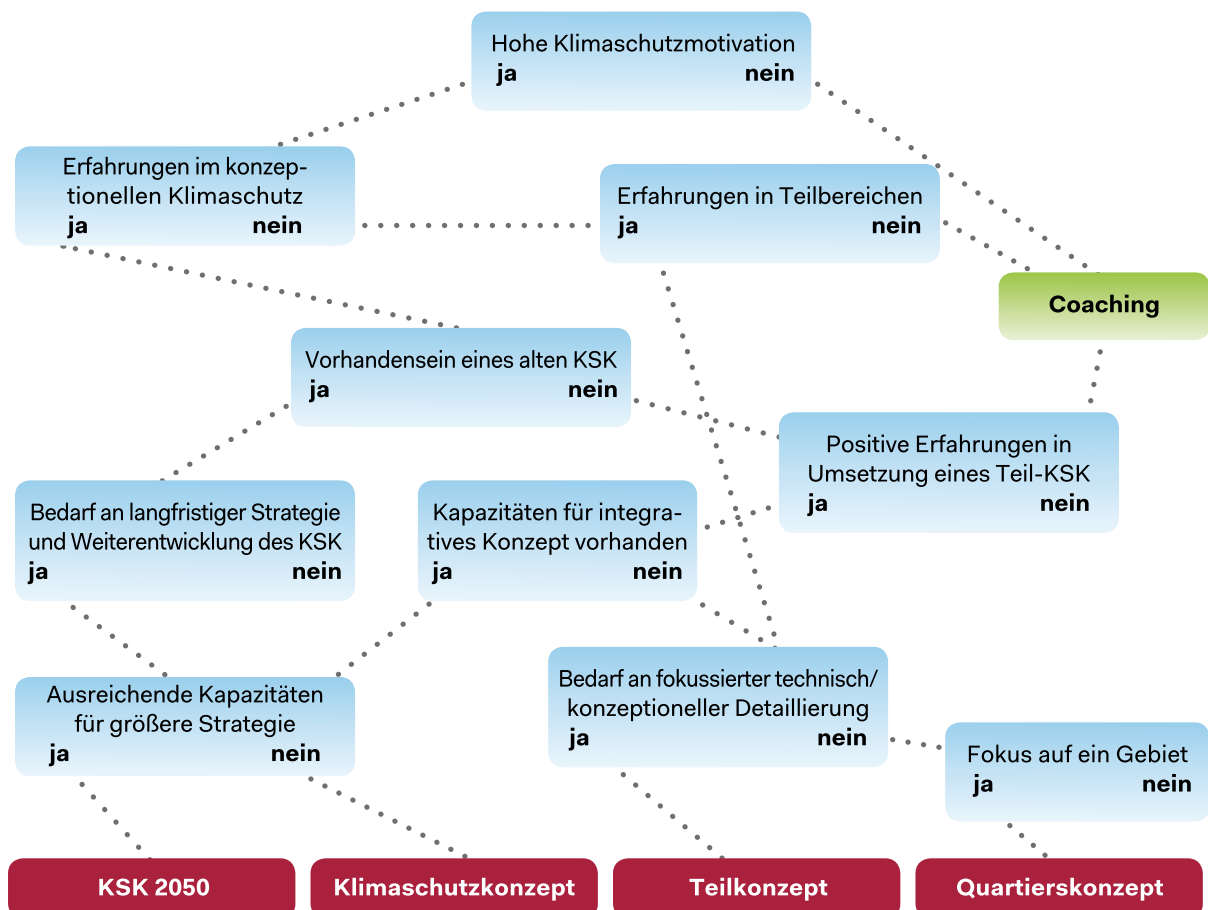 Hohe Klimaschutzmotivation
ja nein
Erfahrungen im konzep-
tionellen Klimaschutz
ja nein
Erfahrungen in Teilbereichen
ja nein
Coaching
Vorhandensein eines alten KSK
ja nein
Positive Erfahrungen in
Umsetzung eines Teil-KSK
ja nein
Bedarf an langfristiger Strategie
und Weiterentwicklung des KSK
ja nein
Kapazitäten für integra-
tives Konzept vorhanden
ja nein
Bedarf an fokussierter technisch/
konzeptioneller Detaillierung
ja nein
Ausreichende Kapazitäten
für größere Strategie
ja nein
Fokus auf ein Gebiet
ja nein
KSK 2050
Klimaschutzkonzept
Teilkonzept
Quartierskonzept